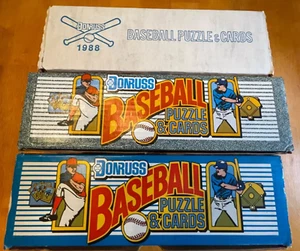 DONRUSS
1988
BASEBALL PUZZLE & CARDS
DONRUSS
BASEBALL
PUZZLE
& CARDS
DONRUSS
BASEBALL
PUZZLE
& CARDS